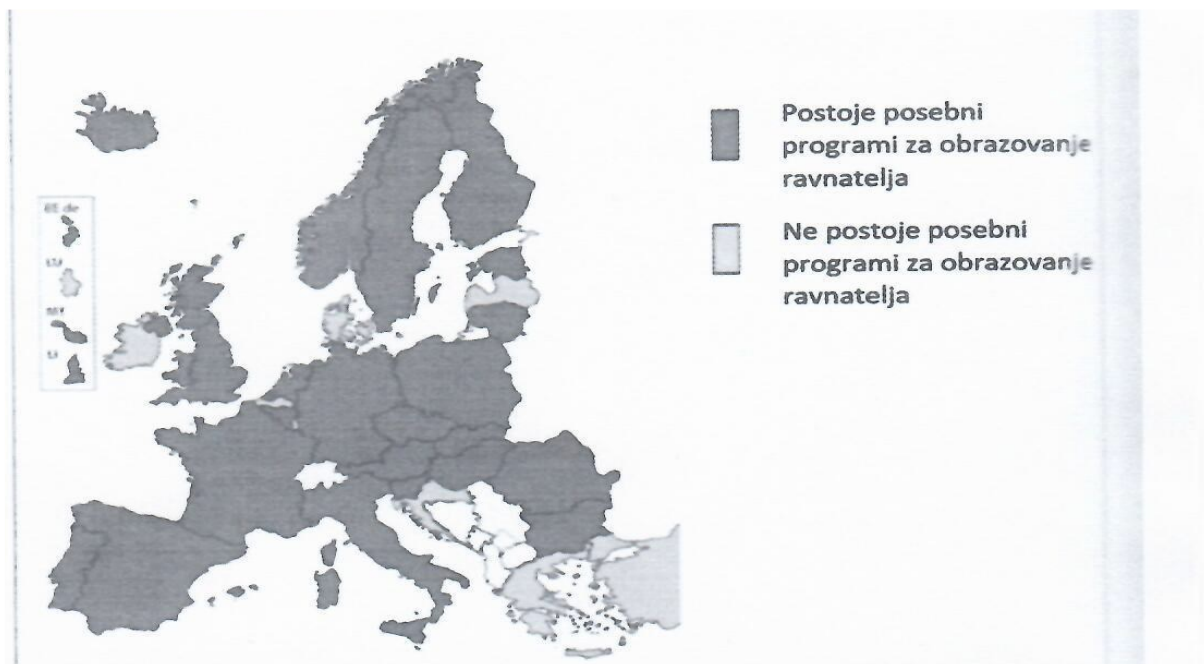 Postoje posebni
programi za obrazovanje
ravnatelja
Ne postoje posebni
programi za obrazovanje
ravnatelja